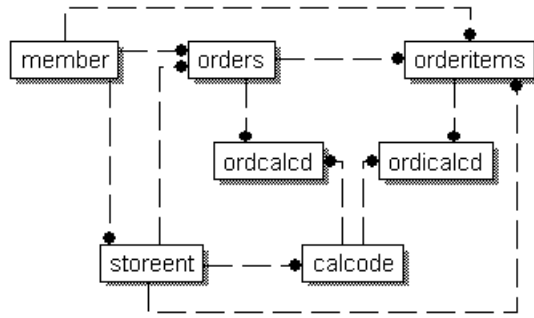 member
orders
orderitems
ordcalcd
ordicalcd
storeent
calcode